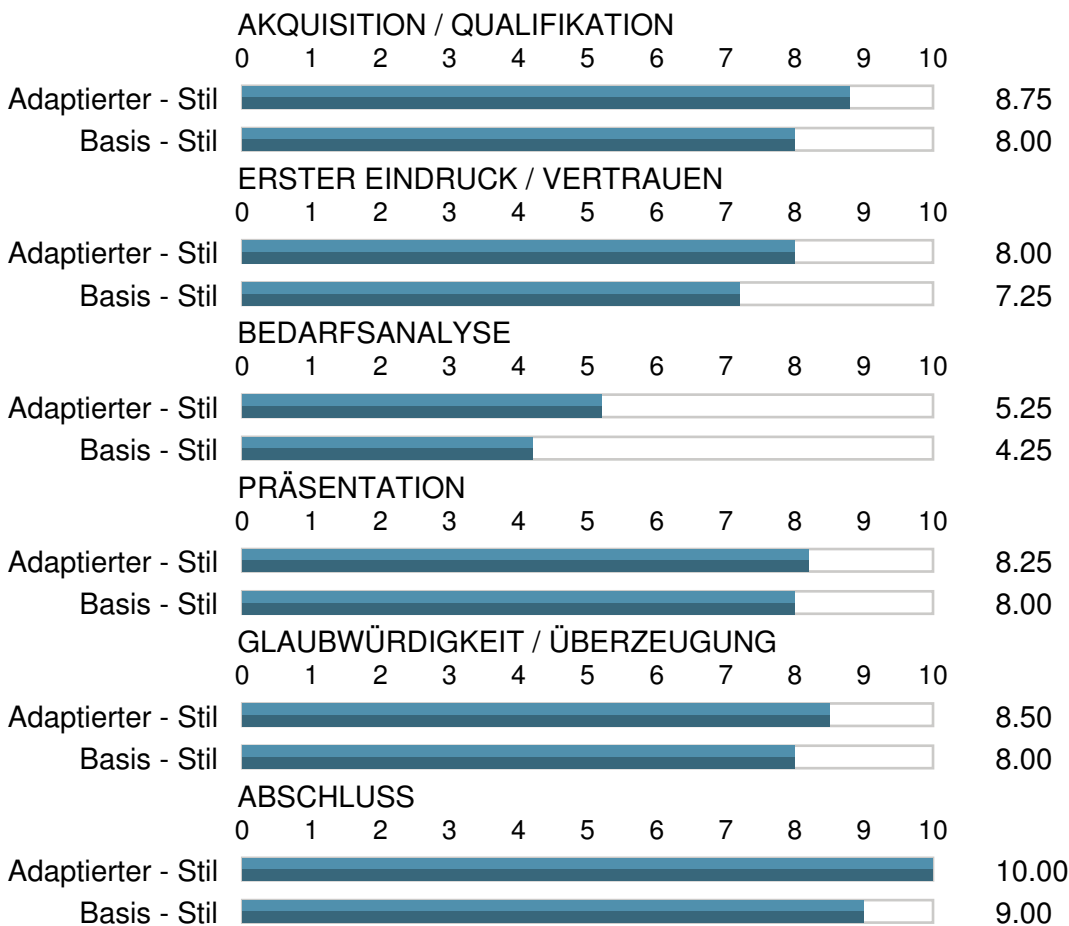 AKQUISITION / QUALIFIKATION
0 1 2 3 4 5 6 7 8 9 10
Adaptierter - Stil 8.75
Basis - Stil 8.00
ERSTER EINDRUCK / VERTRAUEN
0 1 2 3 4 5 6 7 8 9 10
Adaptierter - Stil 8.00
Basis - Stil 7.25
BEDARFSANALYSE
0 1 2 3 4 5 6 7 8 9 10
Adaptierter - Stil 5.25
Basis - Stil 4.25
PRÄSENTATION
0 1 2 3 4 5 6 7 8 9 10
Adaptierter - Stil 8.25
Basis - Stil 8.00
GLAUBWÜRDIGKEIT / ÜBERZEUGUNG
0 1 2 3 4 5 6 7 8 9 10
Adaptierter - Stil 8.50
Basis - Stil 8.00
ABSCHLUSS
0 1 2 3 4 5 6 7 8 9 10
Adaptierter - Stil 10.00
Basis - Stil 9.00